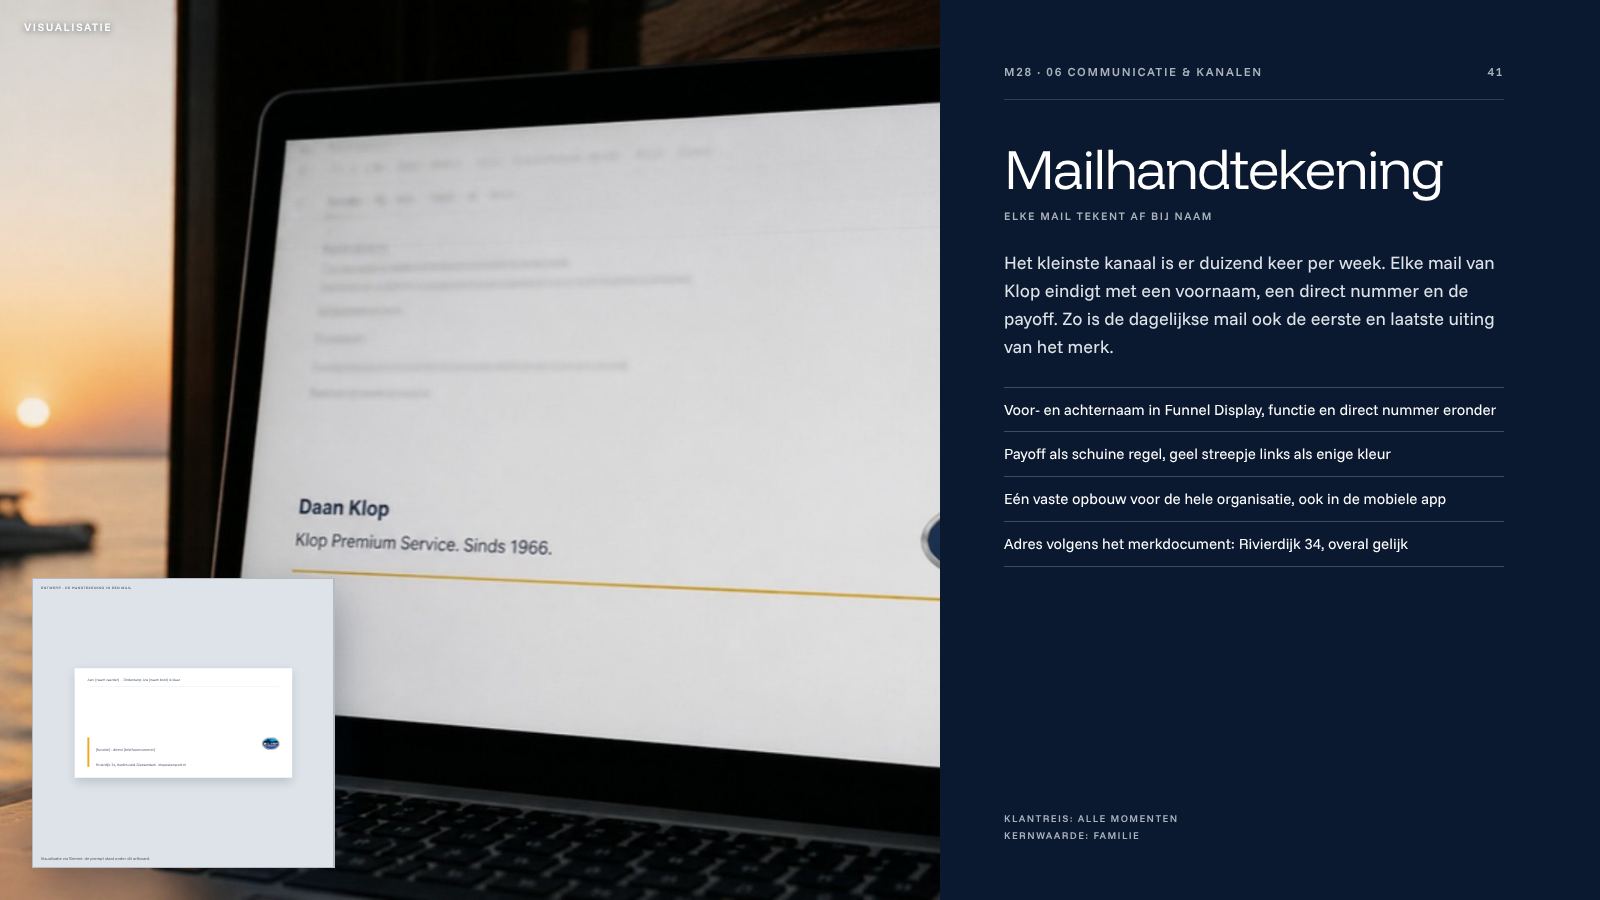 VISUALISATIE
Daan Klop
Klop Premium Service. Sinds 1966.
M28 · 06 COMMUNICATIE & KANALEN
41
Mailhandtekening
ELKE MAIL TEKENT AF BIJ NAAM
Het kleinste kanaal is er duizend keer per week. Elke mail van
Klop eindigt met een voornaam, een direct nummer en de
payoff. Zo is de dagelijkse mail ook de eerste en laatste uiting
van het merk.
Voor- en achternaam in Funnel Display, functie en direct nummer eronder
Payoff als schuine regel, geel streepje links als enige kleur
Eén vaste opbouw voor de hele organisatie, ook in de mobiele app
Adres volgens het merkdocument: Rivierdijk 34, overal gelijk
KLANTREIS: ALLE MOMENTEN
KERNWAARDE: FAMILIE